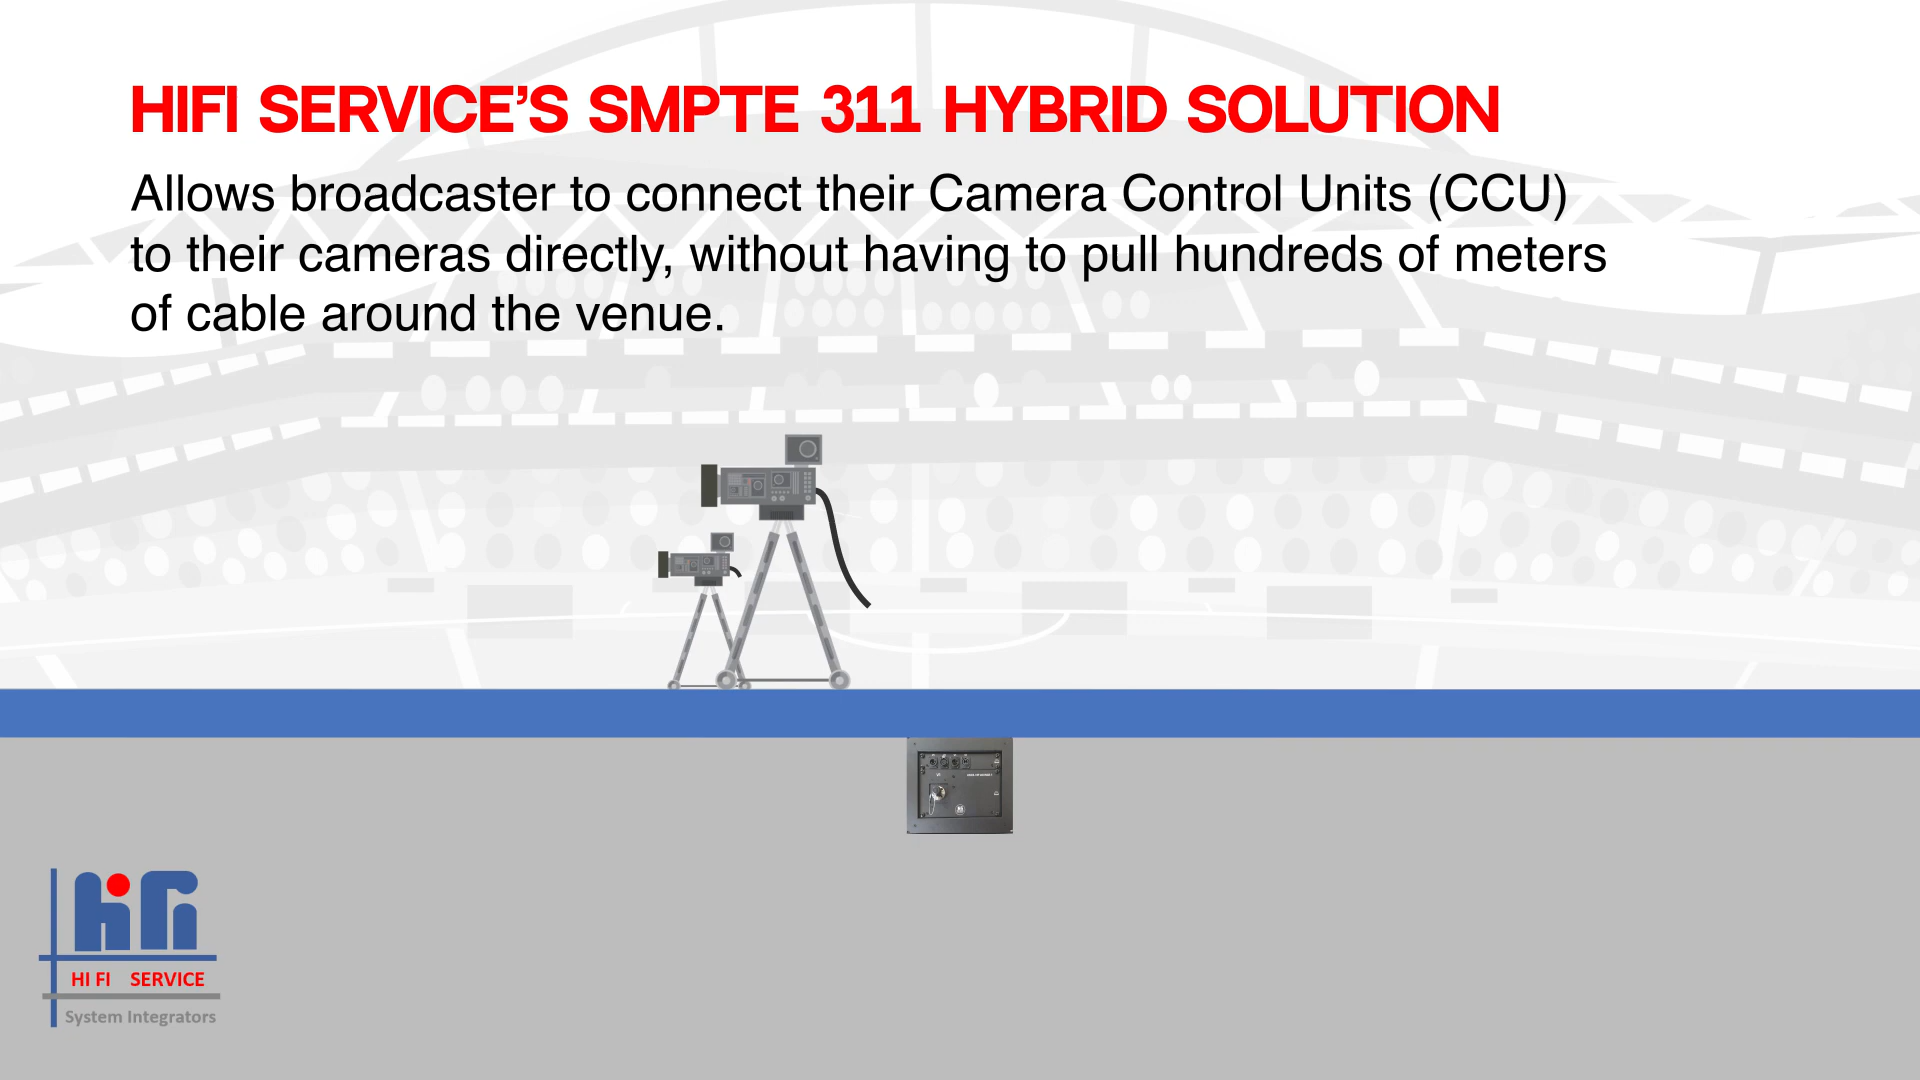 HIFI SERVICE’S SMPTE 311 HYBRID SOLUTION
Allows broadcaster to connect their Camera Control Units (CCU)
to their cameras directly, without having to pull hundreds of meters
of cable around the venue.
hifi
HI FI SERVICE
System Integrators